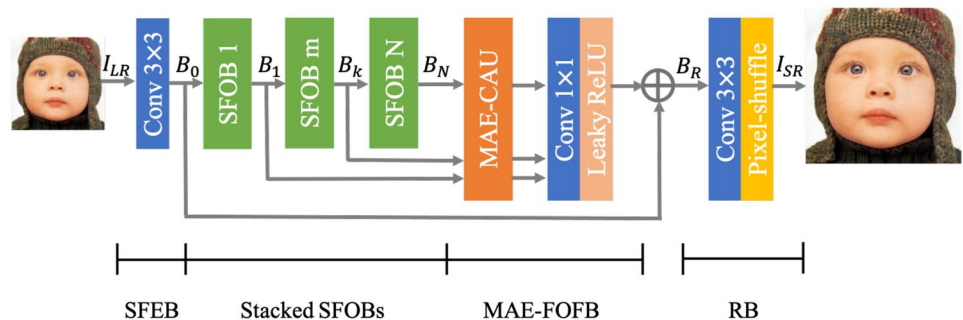 I_LR
Conv 3×3
B_0
SFOB 1
B_1
SFOB m
B_k
SFOB N
B_N
MAE-CAU
Conv 1×1
Leaky ReLU
B_R
Conv 3×3
Pixel-shuffle
I_SR
SFEB
Stacked SFOBs
MAE-FOFB
RB